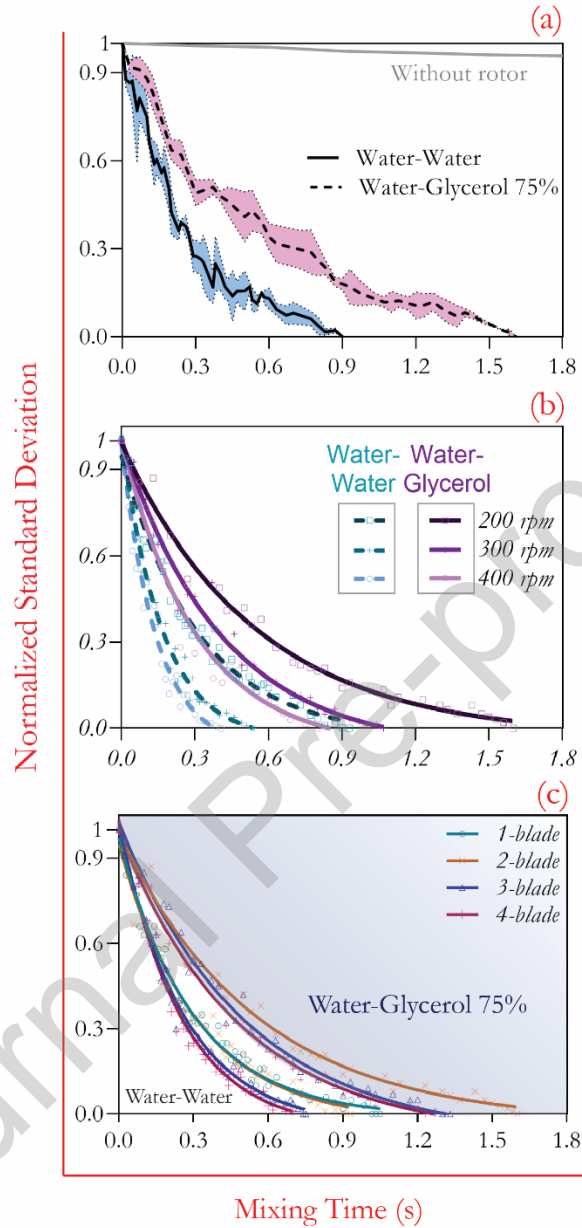 (a)
Without rotor
Water-Water
Water-Glycerol 75%
1
0.9
0.6
0.3
0.0
0.0 0.3 0.6 0.9 1.2 1.5 1.8
Normalized Standard Deviation
(b)
Water- Water-
Water Glycerol
200 rpm
300 rpm
400 rpm
1
0.9
0.6
0.3
0.0
0.0 0.3 0.6 0.9 1.2 1.5 1.8
(c)
1-blade
2-blade
3-blade
4-blade
Water-Glycerol 75%
Water-Water
1
0.9
0.6
0.3
0.0
0.0 0.3 0.6 0.9 1.2 1.5 1.8
Mixing Time (s)
urnal Pre-pro